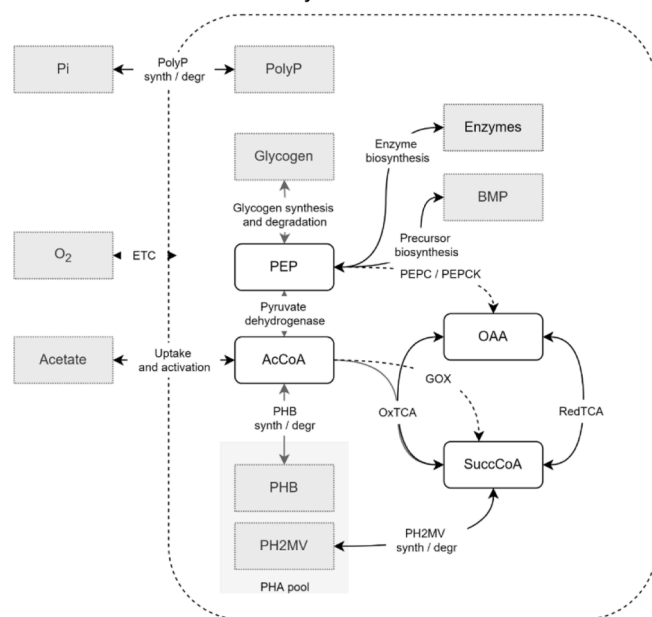 Pi
PolyP
synth / degr
PolyP
Glycogen
Enzymes
Enzyme
biosynthesis
BMP
Glycogen synthesis
and degradation
Precursor
biosynthesis
O2
ETC
PEP
PEPC / PEPCK
Pyruvate
dehydrogenase
OAA
Acetate
Uptake
and activation
AcCoA
GOX
PHB
synth / degr
OxTCA
RedTCA
SuccCoA
PHB
PH2MV
PH2MV
synth / degr
PHA pool